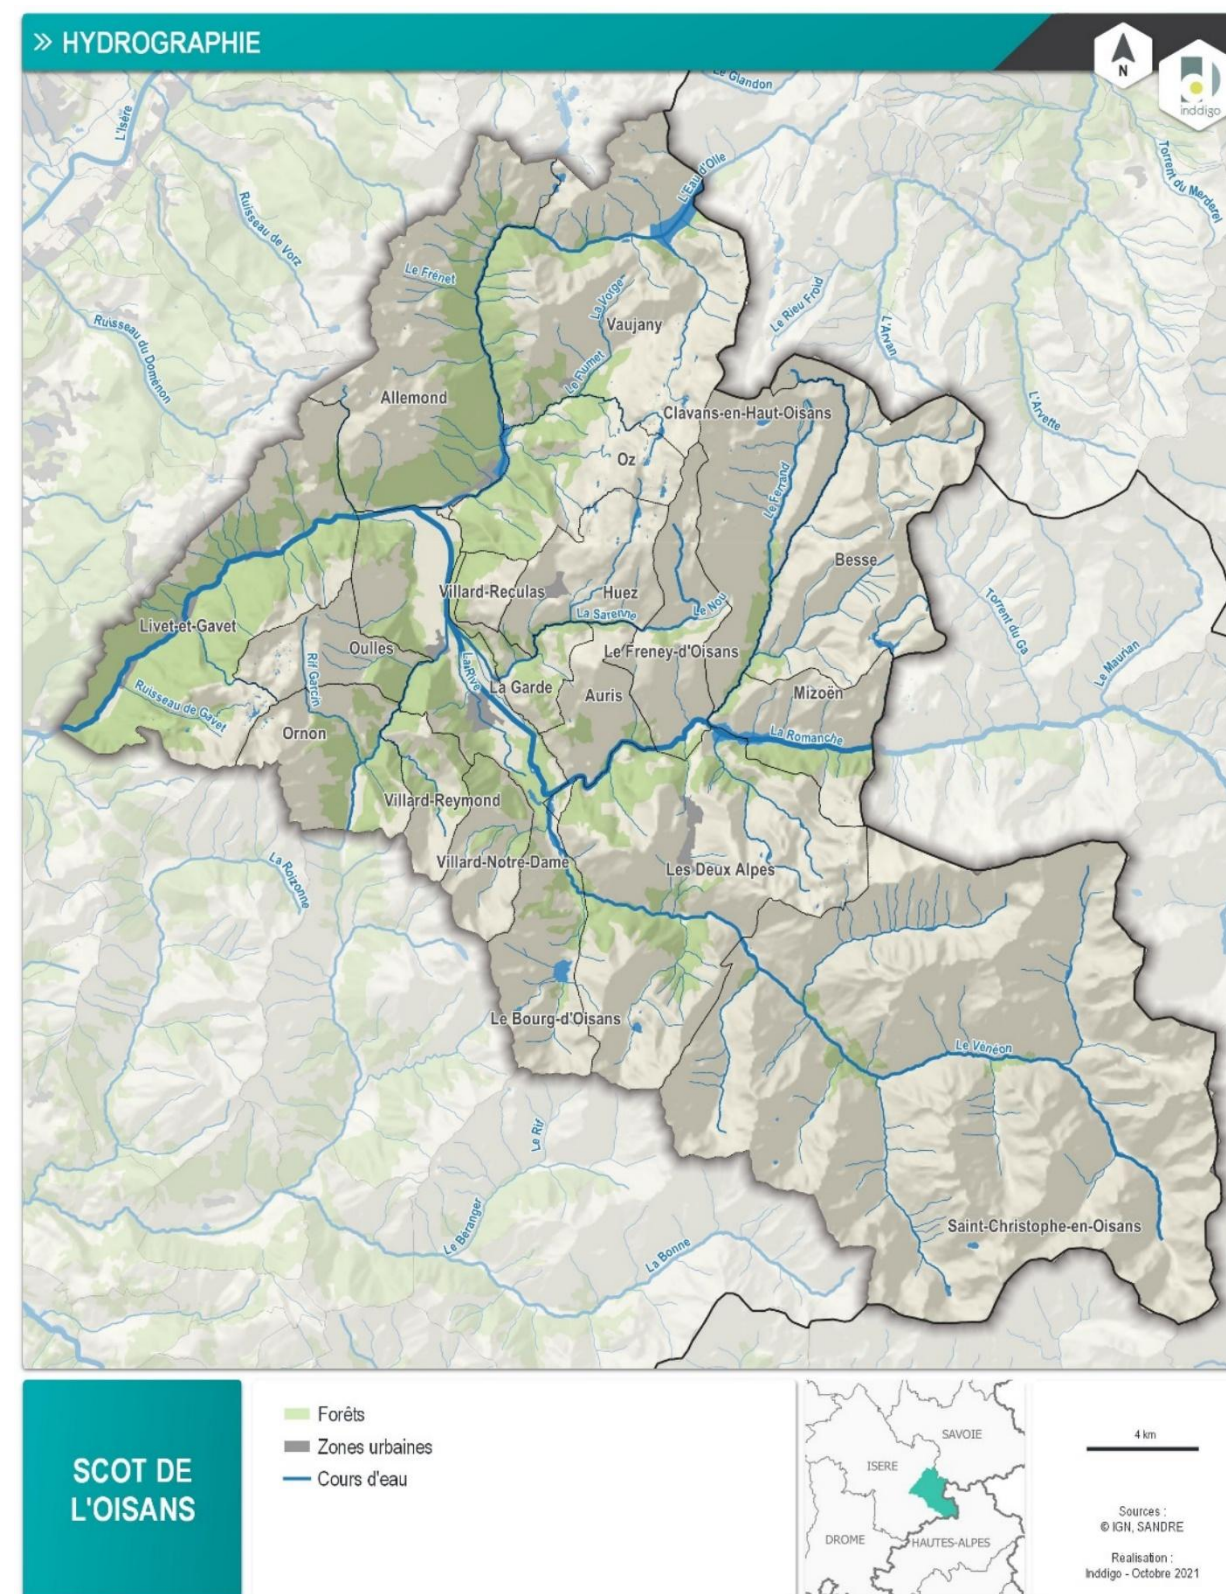 » HYDROGRAPHIE
N
inddigo
Le Glandon
L'Isère
Torrent du Merderel
L'Eau d'Olle
Ruisseau de Vorz
Le Frénet
La Valge
Le Rieu Froid
Ruisseau du Doménon
Vaujany
L'Arvan
Le Flumet
Allemond
Clavans-en-Haut-Oisans
L'Arvette
Oz
Le Ferrand
Besse
Villard-Reculas
Huez
Le Nou
La Sarenne
Torrent du Ga
Livet-et-Gavet
Oulles
Le Freney-d'Oisans
Le Maurian
Rif Garcin
La Rive
La Garde
Auris
Mizoën
Ruisseau de Gavet
Ornon
La Romanche
Villard-Reymond
Villard-Notre-Dame
Les Deux Alpes
La Roizonne
Le Bourg-d'Oisans
Le Vénéon
Le Rif
Le Béranger
La Bonne
Saint-Christophe-en-Oisans
SCOT DE
L'OISANS
Forêts
Zones urbaines
Cours d'eau
SAVOIE
ISERE
DROME
HAUTES-ALPES
4 km
Sources :
© IGN, SANDRE
Realisation :
Inddigo - Octobre 2021